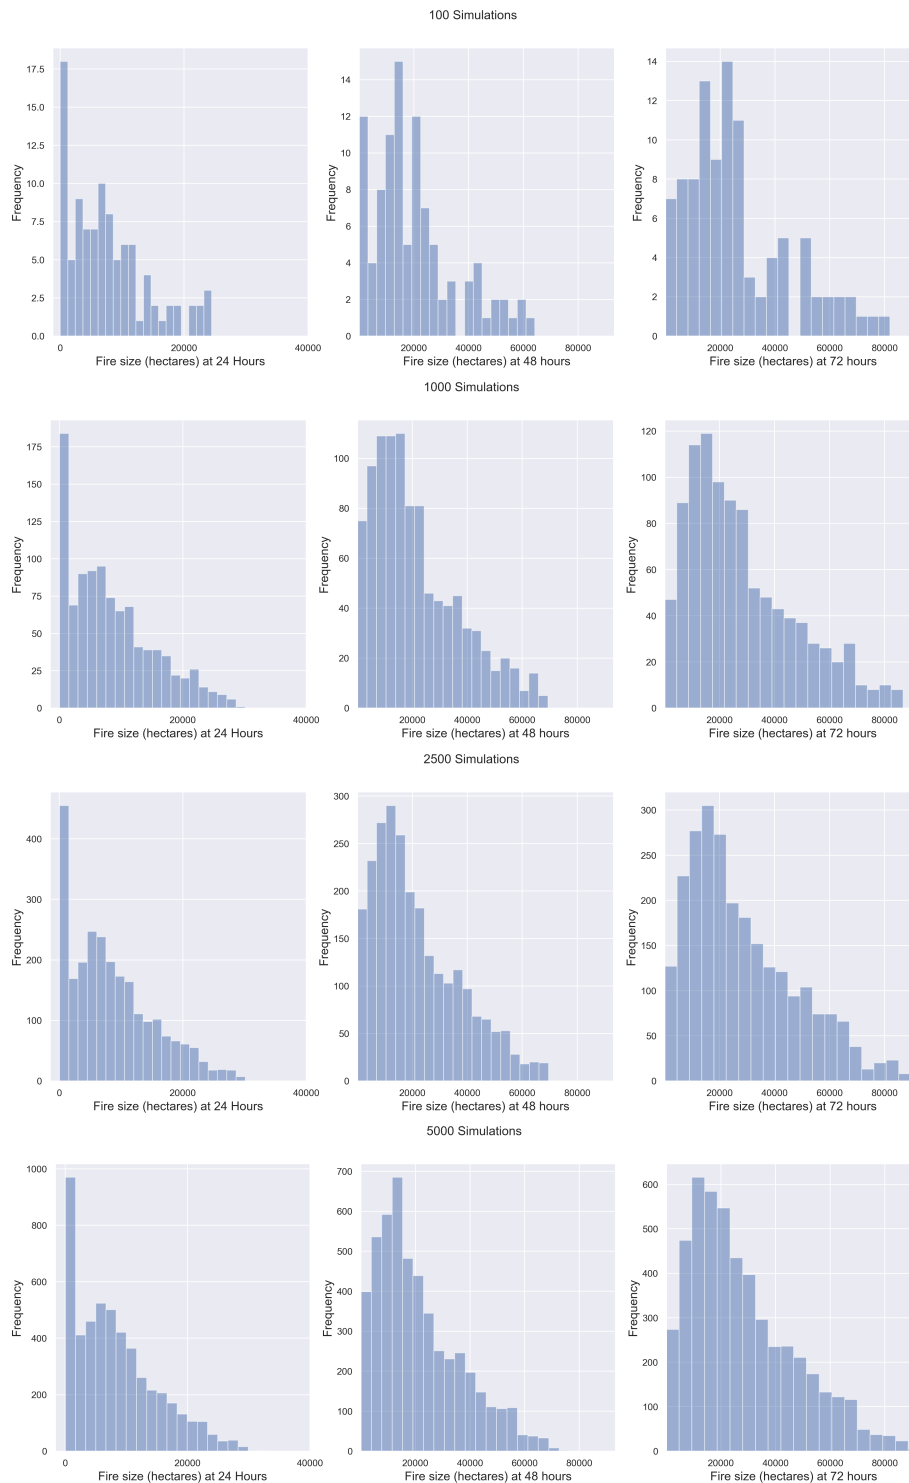 100 Simulations
Frequency
17.5
15.0
12.5
10.0
7.5
5.0
2.5
0.0
0 20000 40000
Fire size (hectares) at 24 Hours
Frequency
14
12
10
8
6
4
2
0
20000 40000 60000 80000
Fire size (hectares) at 48 hours
Frequency
14
12
10
8
6
4
2
0
20000 40000 60000 80000
Fire size (hectares) at 72 hours
1000 Simulations
Frequency
175
150
125
100
75
50
25
0
0 20000 40000
Fire size (hectares) at 24 Hours
Frequency
100
80
60
40
20
0
20000 40000 60000 80000
Fire size (hectares) at 48 hours
Frequency
120
100
80
60
40
20
0
20000 40000 60000 80000
Fire size (hectares) at 72 hours
2500 Simulations
Frequency
400
300
200
100
0
0 20000 40000
Fire size (hectares) at 24 Hours
Frequency
300
250
200
150
100
50
0
20000 40000 60000 80000
Fire size (hectares) at 48 hours
Frequency
300
250
200
150
100
50
0
20000 40000 60000 80000
Fire size (hectares) at 72 hours
5000 Simulations
Frequency
1000
800
600
400
200
0
0 20000 40000
Fire size (hectares) at 24 Hours
Frequency
700
600
500
400
300
200
100
0
20000 40000 60000 80000
Fire size (hectares) at 48 hours
Frequency
600
500
400
300
200
100
0
20000 40000 60000 80000
Fire size (hectares) at 72 hours